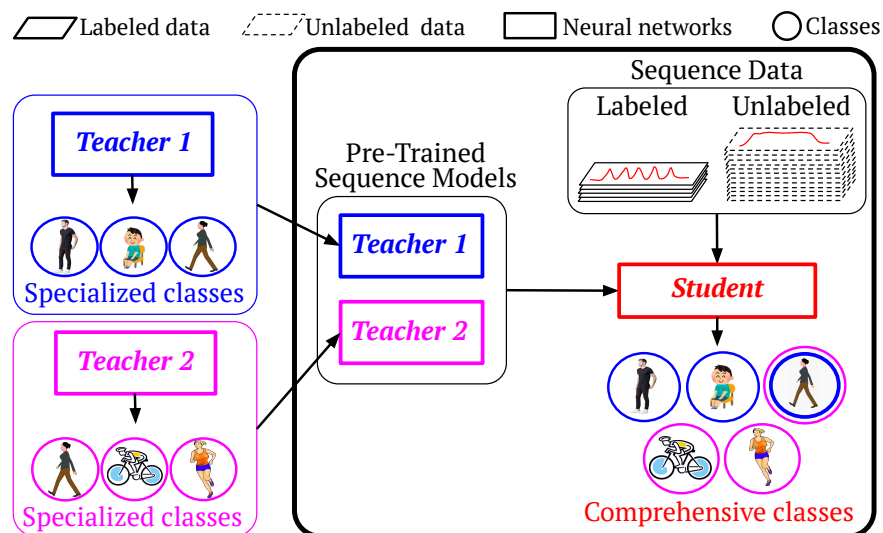 Labeled data
Unlabeled data
Neural networks
Classes
Teacher 1
Specialized classes
Teacher 2
Specialized classes
Pre-Trained
Sequence Models
Teacher 1
Teacher 2
Sequence Data
Labeled
Unlabeled
Student
Comprehensive classes